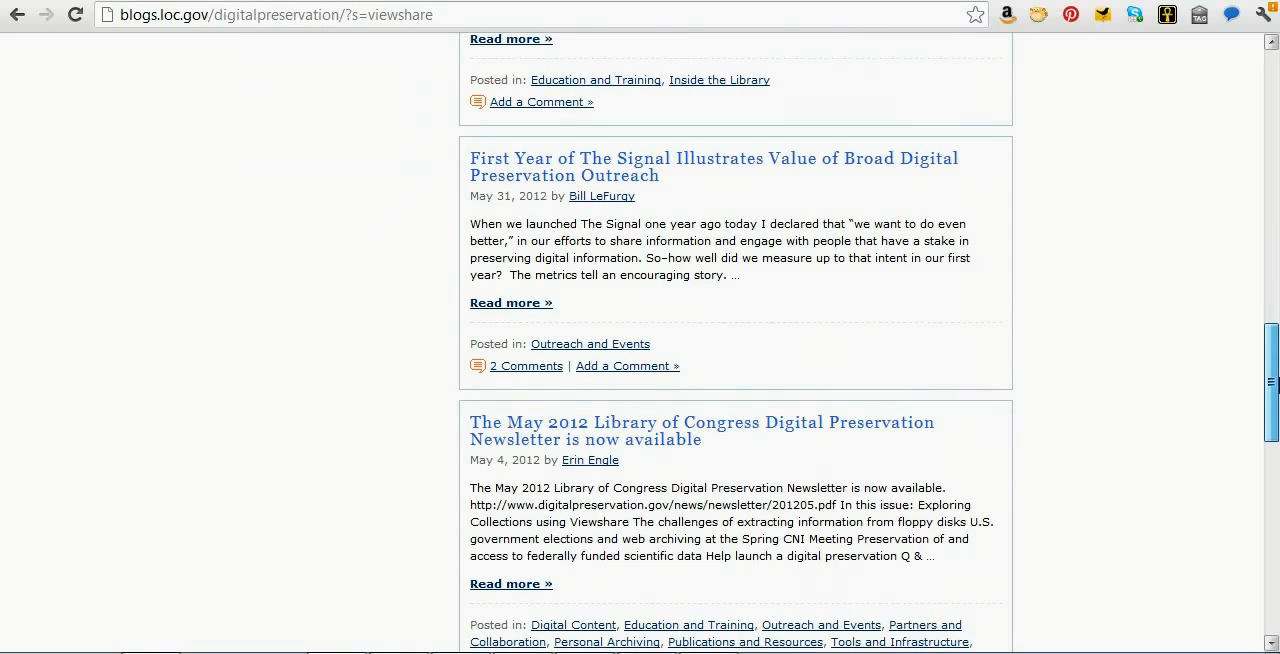 blogs.loc.gov/digitalpreservation/?s=viewshare
TAG
Read more »
Posted in: Education and Training, Inside the Library
Add a Comment »
First Year of The Signal Illustrates Value of Broad Digital
Preservation Outreach
May 31, 2012 by Bill LeFurgy
When we launched The Signal one year ago today I declared that “we want to do even
better,” in our efforts to share information and engage with people that have a stake in
preserving digital information. So–how well did we measure up to that intent in our first
year?  The metrics tell an encouraging story. ...
Read more »
Posted in: Outreach and Events
2 Comments | Add a Comment »
The May 2012 Library of Congress Digital Preservation
Newsletter is now available
May 4, 2012 by Erin Engle
The May 2012 Library of Congress Digital Preservation Newsletter is now available.
http://www.digitalpreservation.gov/news/newsletter/201205.pdf In this issue: Exploring
Collections using Viewshare The challenges of extracting information from floppy disks U.S.
government elections and web archiving at the Spring CNI Meeting Preservation of and
access to federally funded scientific data Help launch a digital preservation Q & ...
Read more »
Posted in: Digital Content, Education and Training, Outreach and Events, Partners and
Collaboration, Personal Archiving, Publications and Resources, Tools and Infrastructure,